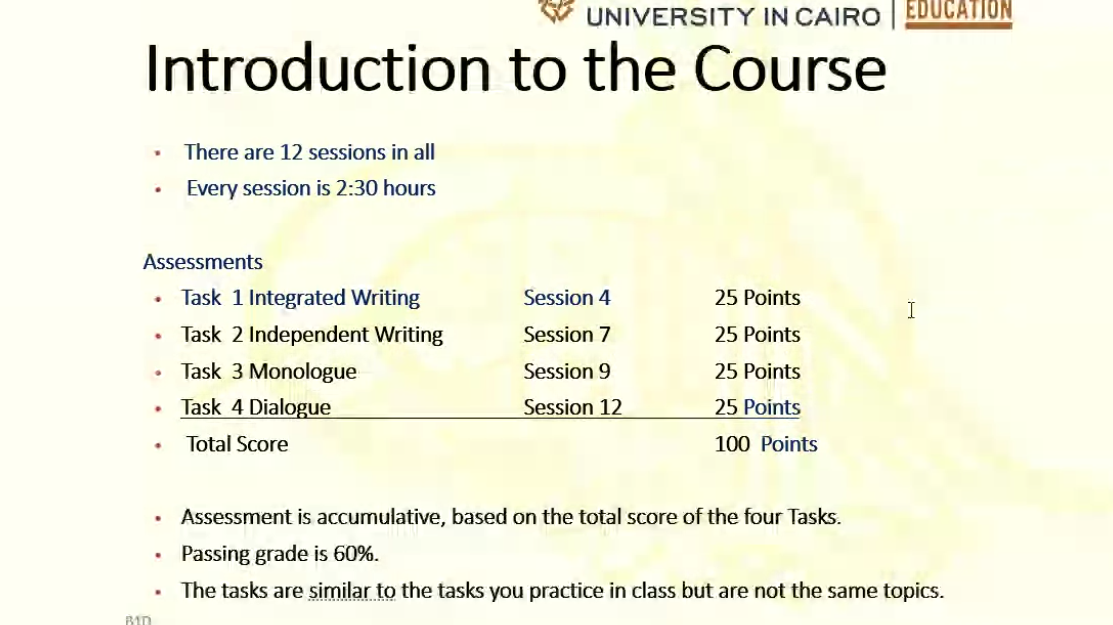 UNIVERSITY IN CAIRO | EDUCATION
Introduction to the Course
• There are 12 sessions in all
• Every session is 2:30 hours
Assessments
• Task 1 Integrated Writing Session 4 25 Points
• Task 2 Independent Writing Session 7 25 Points
• Task 3 Monologue Session 9 25 Points
• Task 4 Dialogue Session 12 25 Points
• Total Score 100 Points
• Assessment is accumulative, based on the total score of the four Tasks.
• Passing grade is 60%.
• The tasks are similar to the tasks you practice in class but are not the same topics.